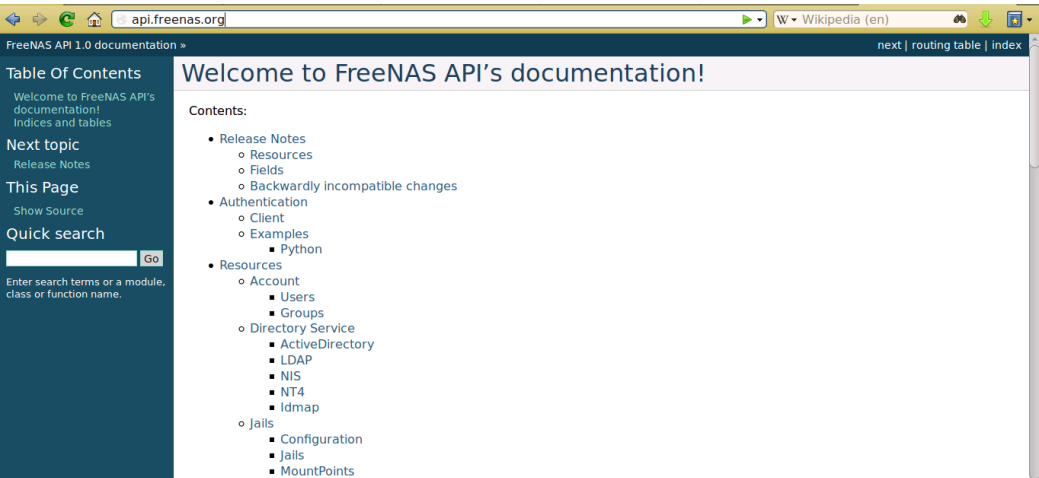 api.freenas.org
Wikipedia (en)
FreeNAS API 1.0 documentation »
next | routing table | index
Table Of Contents
Welcome to FreeNAS API's
documentation!
Indices and tables
Next topic
Release Notes
This Page
Show Source
Quick search
Go
Enter search terms or a module,
class or function name.
Welcome to FreeNAS API’s documentation!
Contents:
Release Notes
Resources
Fields
Backwardly incompatible changes
Authentication
Client
Examples
Python
Resources
Account
Users
Groups
Directory Service
ActiveDirectory
LDAP
NIS
NT4
Idmap
Jails
Configuration
Jails
MountPoints